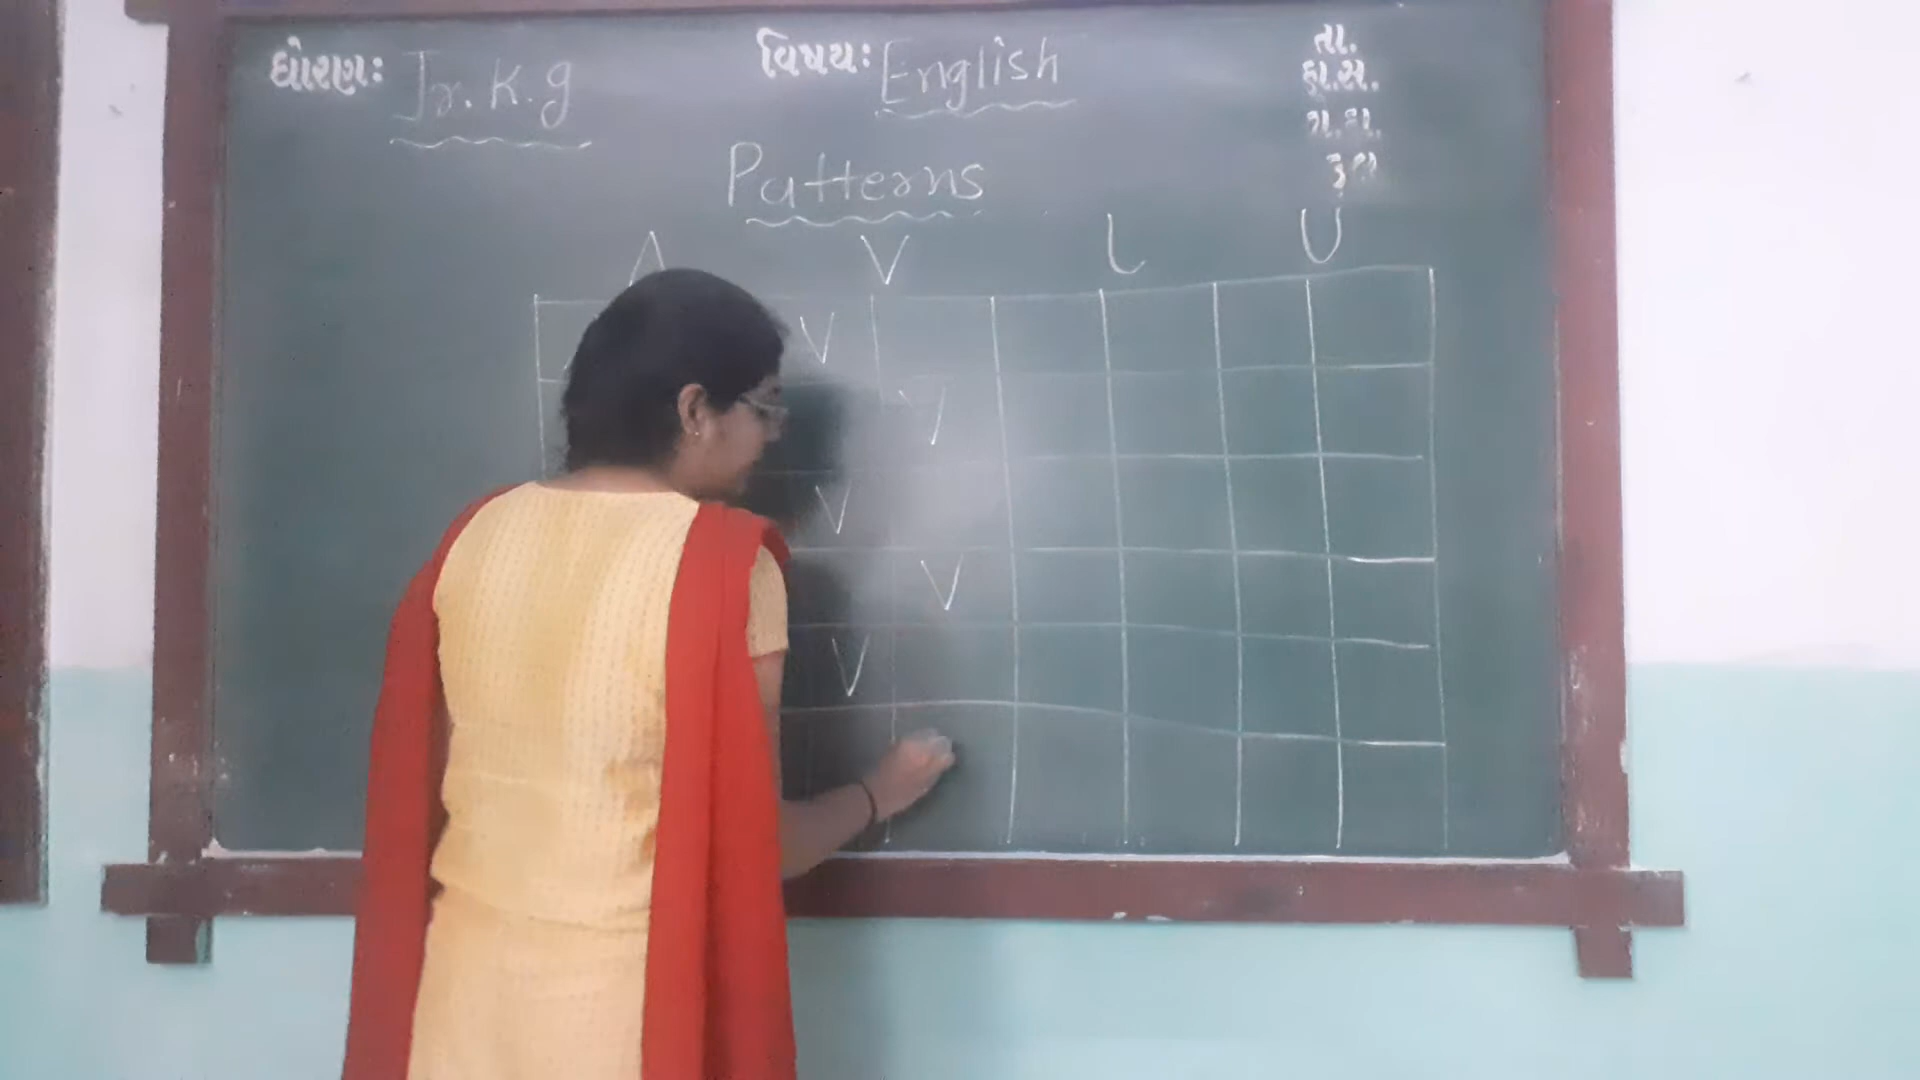 ધોરણ: Jr. K. g વિષય: English તા.
હા.સ.
ગે.હા.
કુલ
Patterns
Λ V L U
V
V
V
V
V